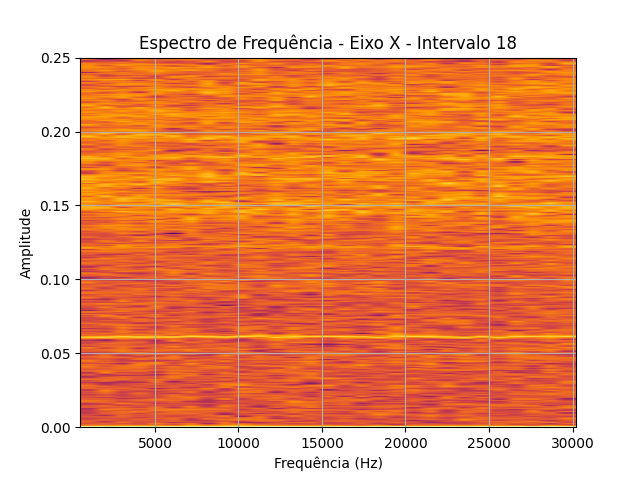 Espectro de Frequência - Eixo X - Intervalo 18
0.25
0.20
0.15
0.10
0.05
0.00
Amplitude
5000 10000 15000 20000 25000 30000
Frequência (Hz)